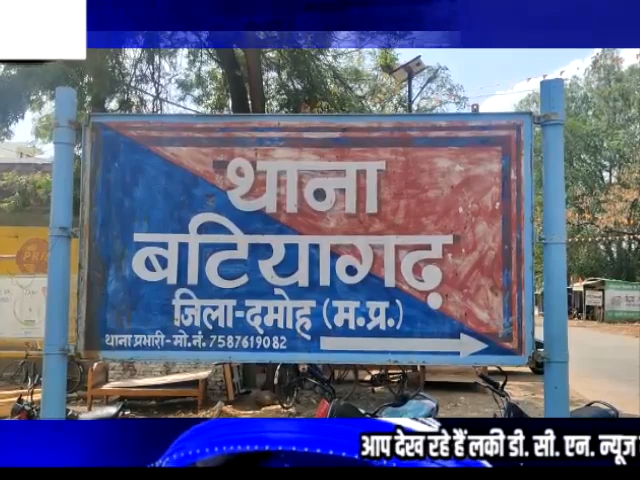 थाना
बटियागढ़
जिला-दमोह (म.प्र.)
थाना प्रभारी-मो.नं. 7587619082
आप देख रहे हैं लकी डी. सी. एन. न्यूज